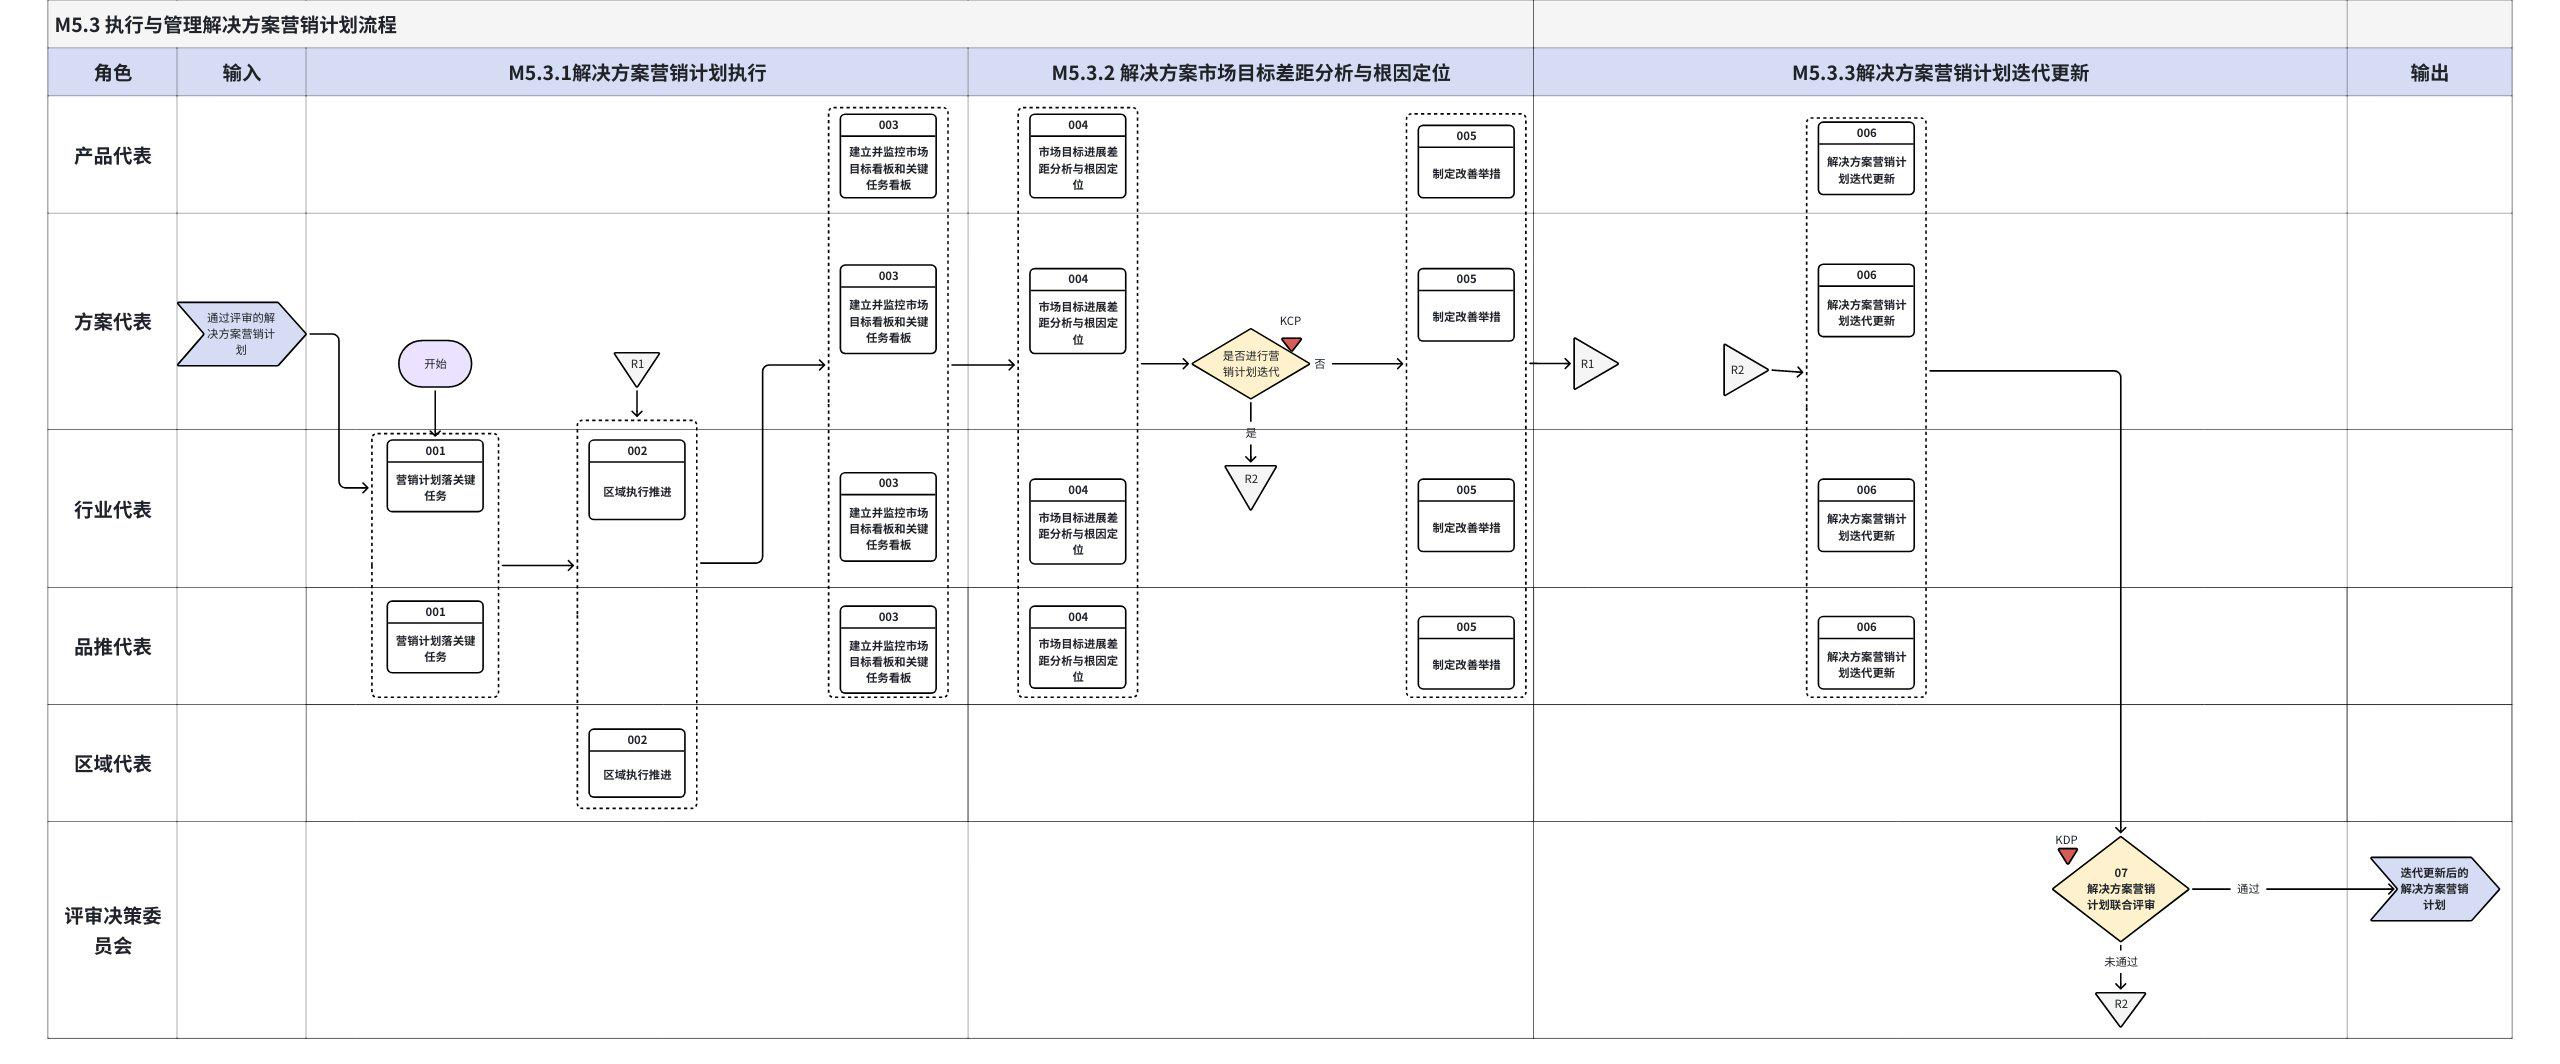 M5.3 执行与管理解决方案营销计划流程
角色
输入
M5.3.1解决方案营销计划执行
M5.3.2 解决方案市场目标差距分析与根因定位
M5.3.3解决方案营销计划迭代更新
输出
产品代表
003
建立并监控市场
目标看板和关键
任务看板
004
市场目标进展差
距分析与根因定
位
005
制定改善举措
006
解决方案营销计
划迭代更新
方案代表
通过评审的解
决方案营销计
划
开始
R1
003
建立并监控市场
目标看板和关键
任务看板
004
市场目标进展差
距分析与根因定
位
KCP
是否进行营
销计划迭代
否
是
005
制定改善举措
R1
R2
006
解决方案营销计
划迭代更新
行业代表
001
营销计划落关键
任务
002
区域执行推进
003
建立并监控市场
目标看板和关键
任务看板
004
市场目标进展差
距分析与根因定
位
R2
005
制定改善举措
006
解决方案营销计
划迭代更新
品推代表
001
营销计划落关键
任务
003
建立并监控市场
目标看板和关键
任务看板
004
市场目标进展差
距分析与根因定
位
005
制定改善举措
006
解决方案营销计
划迭代更新
区域代表
002
区域执行推进
评审决策委
员会
KDP
07
解决方案营销
计划联合评审
通过
迭代更新后的
解决方案营销
计划
未通过
R2